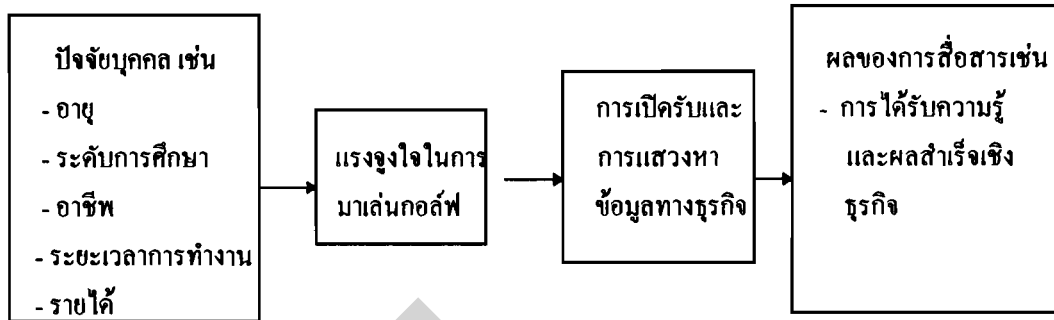 ปัจจัยบุคคล เช่น
- อายุ
- ระดับการศึกษา
- อาชีพ
- ระยะเวลาการทำงาน
- รายได้
แรงจูงใจในการ
มาเล่นกอล์ฟ
การเปิดรับและ
การแสวงหา
ข้อมูลทางธุรกิจ
ผลของการสื่อสารเช่น
- การได้รับความรู้
และผลสำเร็จเชิง
ธุรกิจ